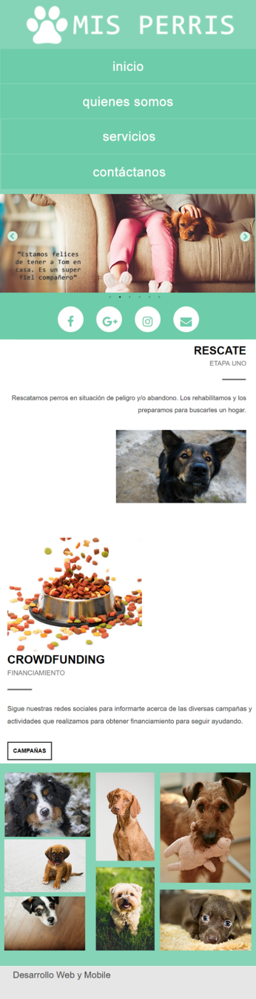 MIS PERRIS
inicio
quienes somos
servicios
contáctanos
“Estamos felices
de tener a Tom en
casa. Es un super
fiel compañero”
RESCATE
ETAPA UNO
Rescatamos perros en situación de peligro y/o abandono. Los rehabilitamos y los
preparamos para buscarles un hogar.
CROWDFUNDING
FINANCIAMIENTO
Sigue nuestras redes sociales para informarte acerca de las diversas campañas y
actividades que realizamos para obtener financiamiento para seguir ayudando.
CAMPAÑAS
Desarrollo Web y Mobile